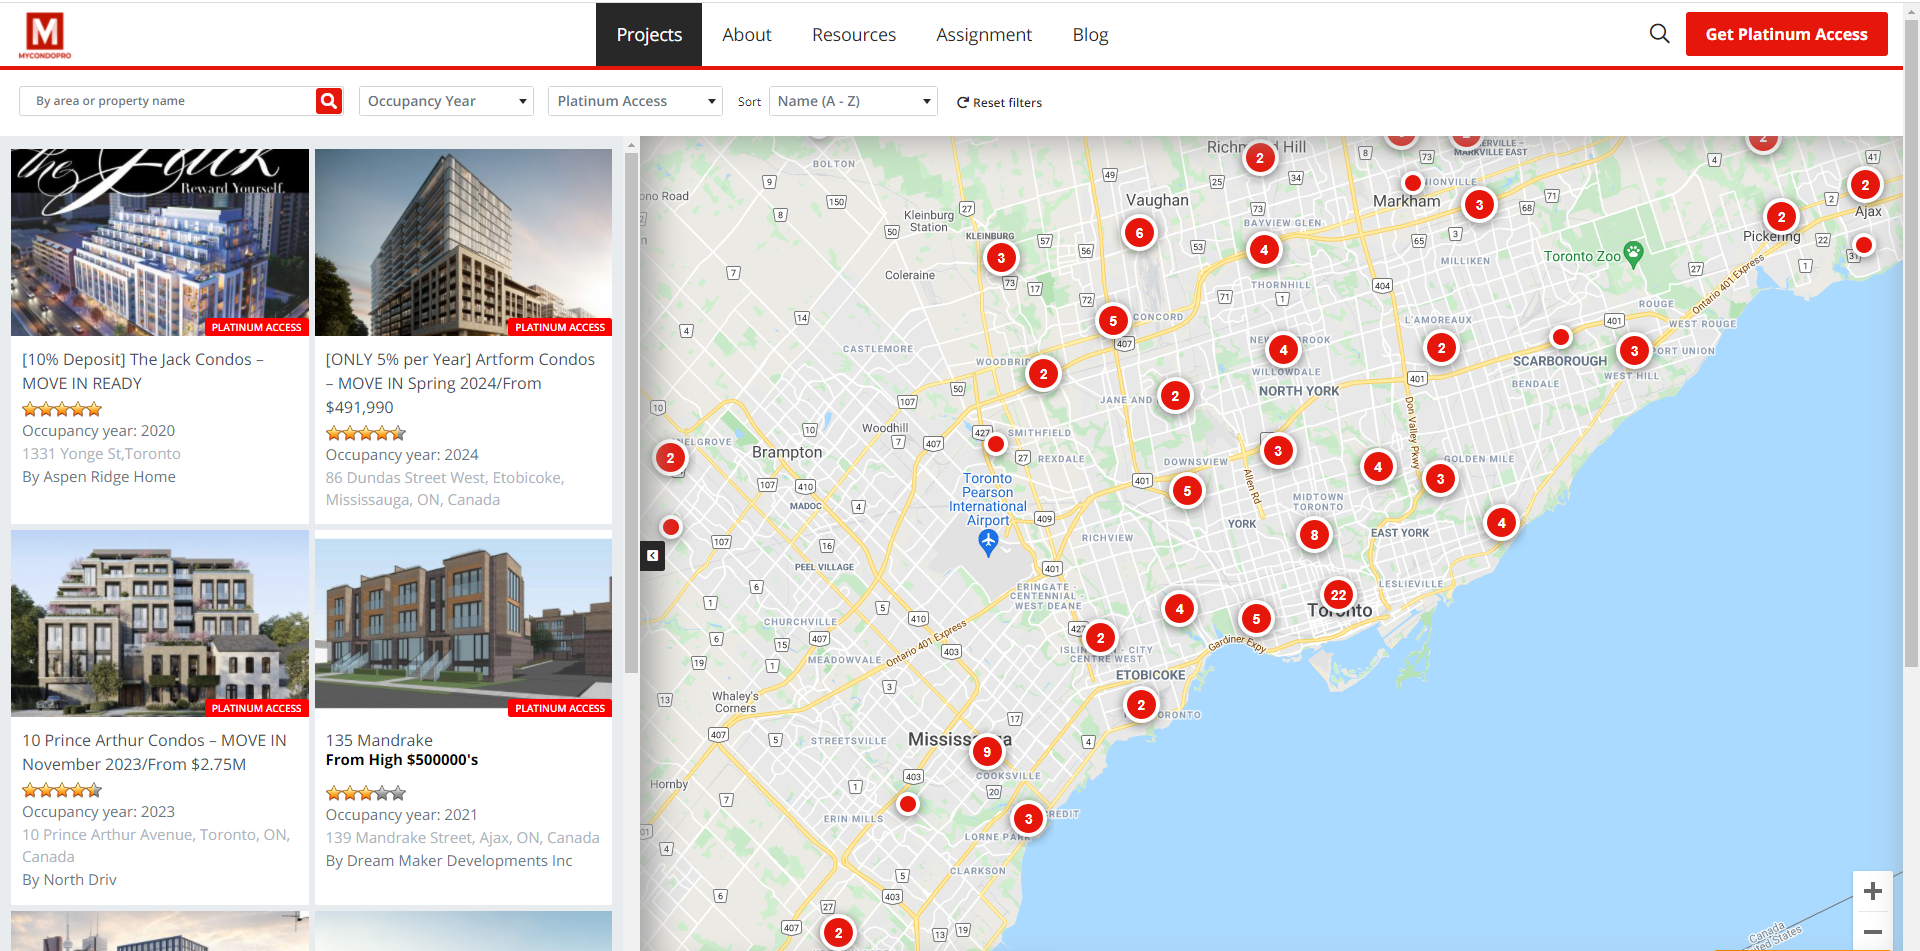 M
MYCONDOPRO
Projects
About
Resources
Assignment
Blog
Get Platinum Access
By area or property name
Occupancy Year
Platinum Access
Sort
Name (A - Z)
Reset filters
the Jack
Reward Yourself.
PLATINUM ACCESS
[10% Deposit] The Jack Condos –
MOVE IN READY
Occupancy year: 2020
1331 Yonge St,Toronto
By Aspen Ridge Home
PLATINUM ACCESS
[ONLY 5% per Year] Artform Condos
– MOVE IN Spring 2024/From
$491,990
Occupancy year: 2024
86 Dundas Street West, Etobicoke,
Mississauga, ON, Canada
PLATINUM ACCESS
10 Prince Arthur Condos – MOVE IN
November 2023/From $2.75M
Occupancy year: 2023
10 Prince Arthur Avenue, Toronto, ON,
Canada
By North Driv
PLATINUM ACCESS
135 Mandrake
From High $500000's
Occupancy year: 2021
139 Mandrake Street, Ajax, ON, Canada
By Dream Maker Developments Inc
BOLTON
ono Road
Kleinburg
Station
KLEINBURG
Coleraine
Vaughan
BAYVIEW GLEN
Markham
MARKVILLE EAST
MILLIKEN
Toronto Zoo
Pickering
Ajax
Ontario 401 Express
ROUGE
WEST ROUGE
PORT UNION
WEST HILL
SCARBOROUGH
BENDALE
L'AMOREAUX
THORNHILL
CONCORD
CASTLEMORE
WILLOWDALE
NORTH YORK
JANE AND
Don Valley Pkwy
GOLDEN MILE
Woodhill
SMITHFIELD
REXDALE
Brampton
MADOC
Toronto
Pearson
International
Airport
DOWNSVIEW
Allen Rd
MIDTOWN
TORONTO
YORK
EAST YORK
RICHVIEW
PEEL VILLAGE
ERINGATE -
CENTENNIAL -
WEST DEANE
LESLIEVILLE
Toronto
Gardiner Expy
CHURCHVILLE
MEADOWVALE
Ontario 401 Express
CENTRE WEST
ETOBICOKE
Whaley's
Corners
STREETSVILLE
Mississauga
COOKSVILLE
Hornby
ERIN MILLS
LORNE PARK
CREDIT
CLARKSON
Canada
United States
2
2
3
2
2
6
4
3
5
4
2
3
2
2
2
3
4
3
5
8
4
22
4
5
2
2
9
3
2